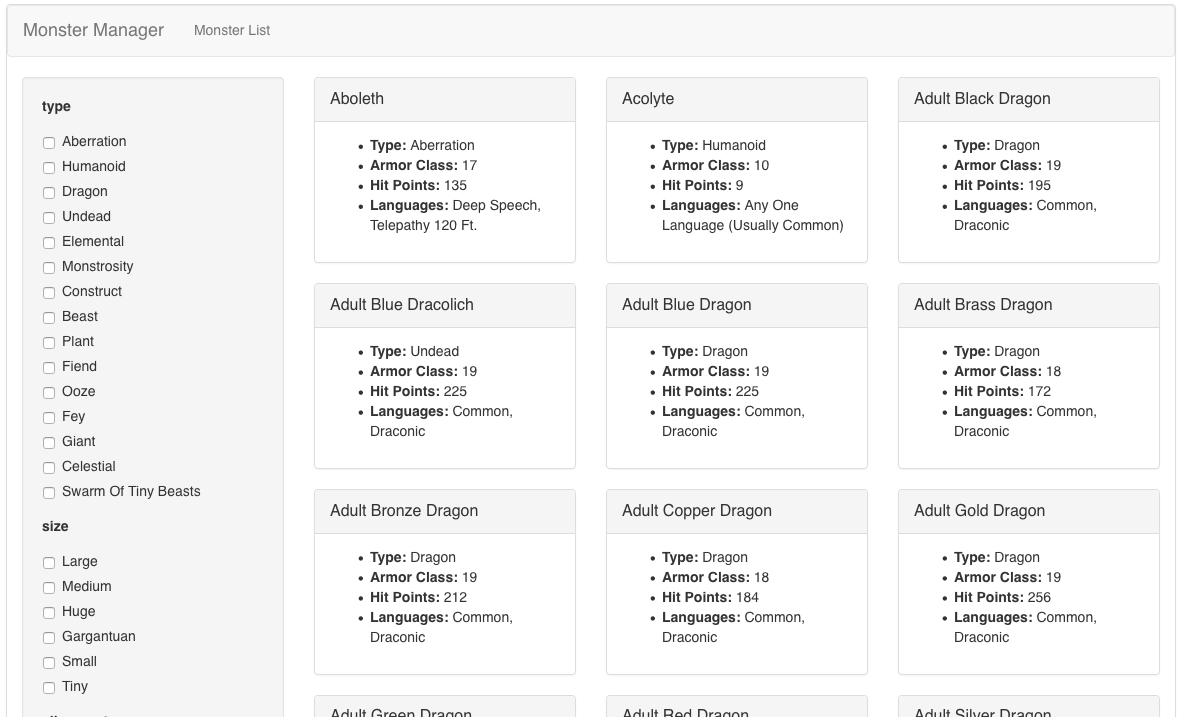 Monster Manager
Monster List
type
Aberration
Humanoid
Dragon
Undead
Elemental
Monstrosity
Construct
Beast
Plant
Fiend
Ooze
Fey
Giant
Celestial
Swarm Of Tiny Beasts
size
Large
Medium
Huge
Gargantuan
Small
Tiny
Aboleth
Type: Aberration
Armor Class: 17
Hit Points: 135
Languages: Deep Speech,
Telepathy 120 Ft.
Acolyte
Type: Humanoid
Armor Class: 10
Hit Points: 9
Languages: Any One
Language (Usually Common)
Adult Black Dragon
Type: Dragon
Armor Class: 19
Hit Points: 195
Languages: Common,
Draconic
Adult Blue Dracolich
Type: Undead
Armor Class: 19
Hit Points: 225
Languages: Common,
Draconic
Adult Blue Dragon
Type: Dragon
Armor Class: 19
Hit Points: 225
Languages: Common,
Draconic
Adult Brass Dragon
Type: Dragon
Armor Class: 18
Hit Points: 172
Languages: Common,
Draconic
Adult Bronze Dragon
Type: Dragon
Armor Class: 19
Hit Points: 212
Languages: Common,
Draconic
Adult Copper Dragon
Type: Dragon
Armor Class: 18
Hit Points: 184
Languages: Common,
Draconic
Adult Gold Dragon
Type: Dragon
Armor Class: 19
Hit Points: 256
Languages: Common,
Draconic
Adult Green Dragon
Adult Red Dragon
Adult Silver Dragon